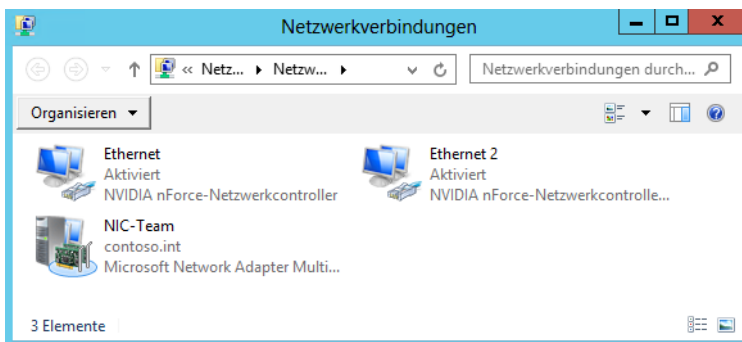 Netzwerkverbindungen
« Netz... Netzw...
Netzwerkverbindungen durch...
Organisieren
Ethernet
Aktiviert
NVIDIA nForce-Netzwerkcontroller
Ethernet 2
Aktiviert
NVIDIA nForce-Netzwerkcontrolle...
NIC-Team
contoso.int
Microsoft Network Adapter Multi...
3 Elemente